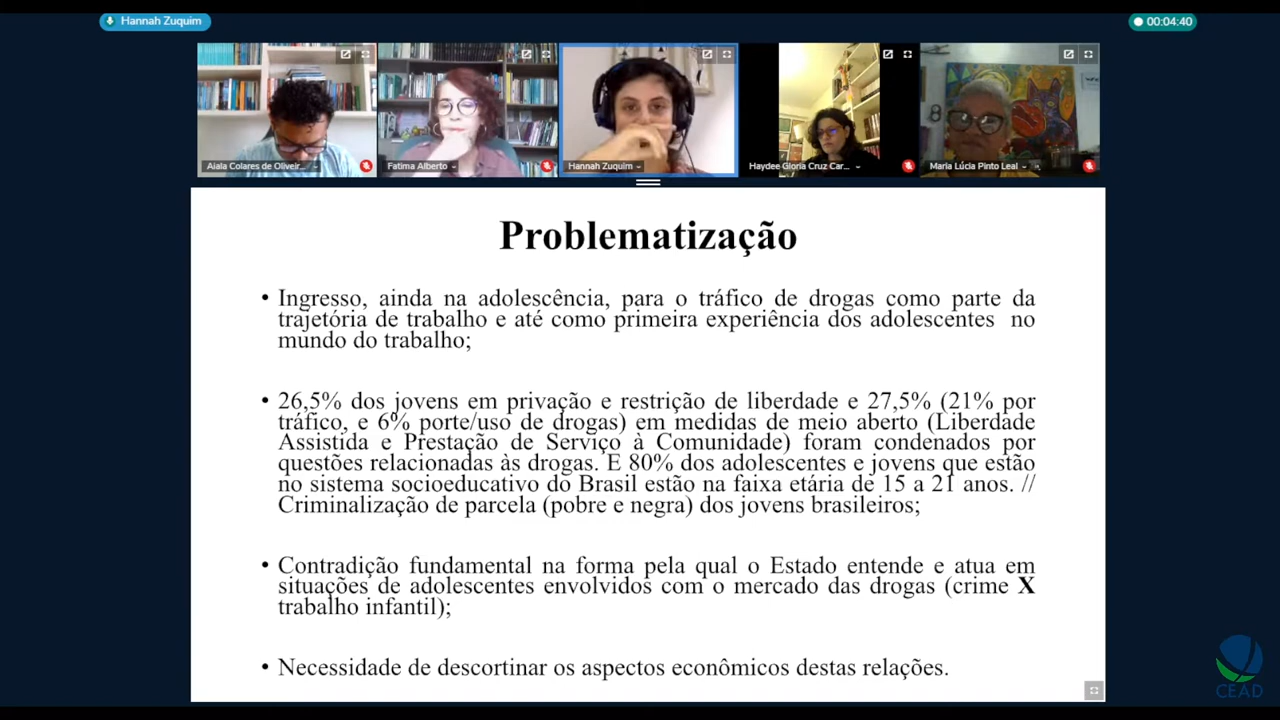 Hannah Zuquim
00:04:40
Aiala Colares de Oliveir...
Fatima Alberto
Hannah Zuquim
Haydee Gloria Cruz Car...
Maria Lúcia Pinto Leal
Problematização
• Ingresso, ainda na adolescência, para o tráfico de drogas como parte da
trajetória de trabalho e até como primeira experiência dos adolescentes no
mundo do trabalho;
• 26,5% dos jovens em privação e restrição de liberdade e 27,5% (21% por
tráfico, e 6% porte/uso de drogas) em medidas de meio aberto (Liberdade
Assistida e Prestação de Serviço à Comunidade) foram condenados por
questões relacionadas às drogas. E 80% dos adolescentes e jovens que estão
no sistema socioeducativo do Brasil estão na faixa etária de 15 a 21 anos. //
Criminalização de parcela (pobre e negra) dos jovens brasileiros;
• Contradição fundamental na forma pela qual o Estado entende e atua em
situações de adolescentes envolvidos com o mercado das drogas (crime X
trabalho infantil);
• Necessidade de descortinar os aspectos econômicos destas relações.
CEAD